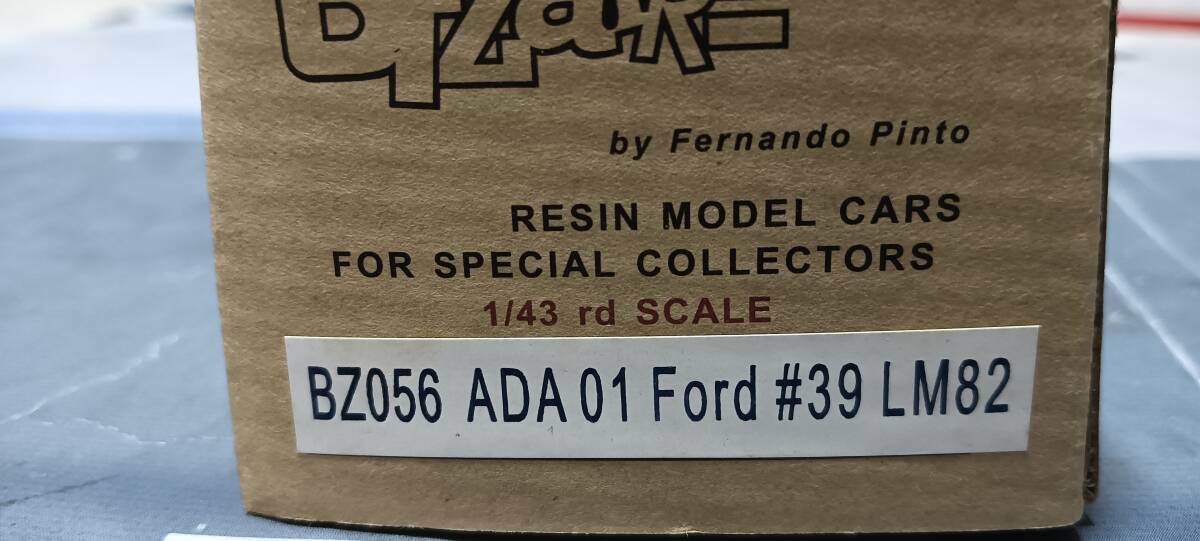 Bizarre
by Fernando Pinto
RESIN MODEL CARS
FOR SPECIAL COLLECTORS
1/43 rd SCALE
BZ056 ADA 01 Ford #39 LM82